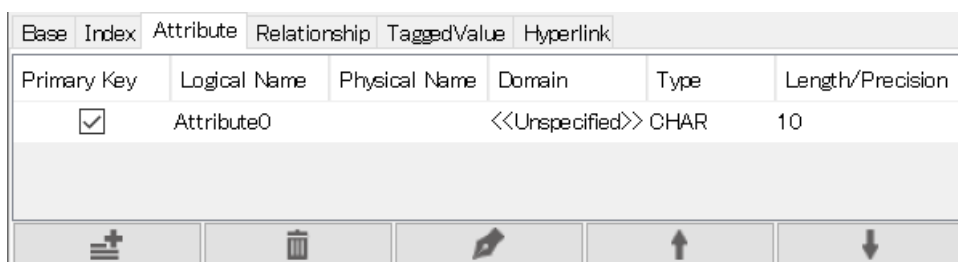 Base Index Attribute Relationship TaggedValue Hyperlink
Primary Key Logical Name Physical Name Domain Type Length/Precision
Attribute0 <<Unspecified>> CHAR 10